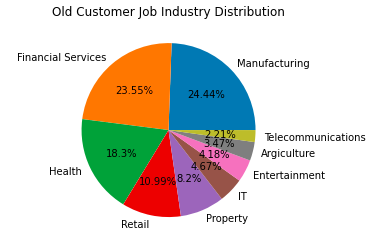 Old Customer Job Industry Distribution
Manufacturing
24.44%
Financial Services
23.55%
Health
18.3%
Retail
10.99%
Property
8.2%
IT
4.67%
Entertainment
4.18%
Argiculture
3.47%
Telecommunications
2.21%